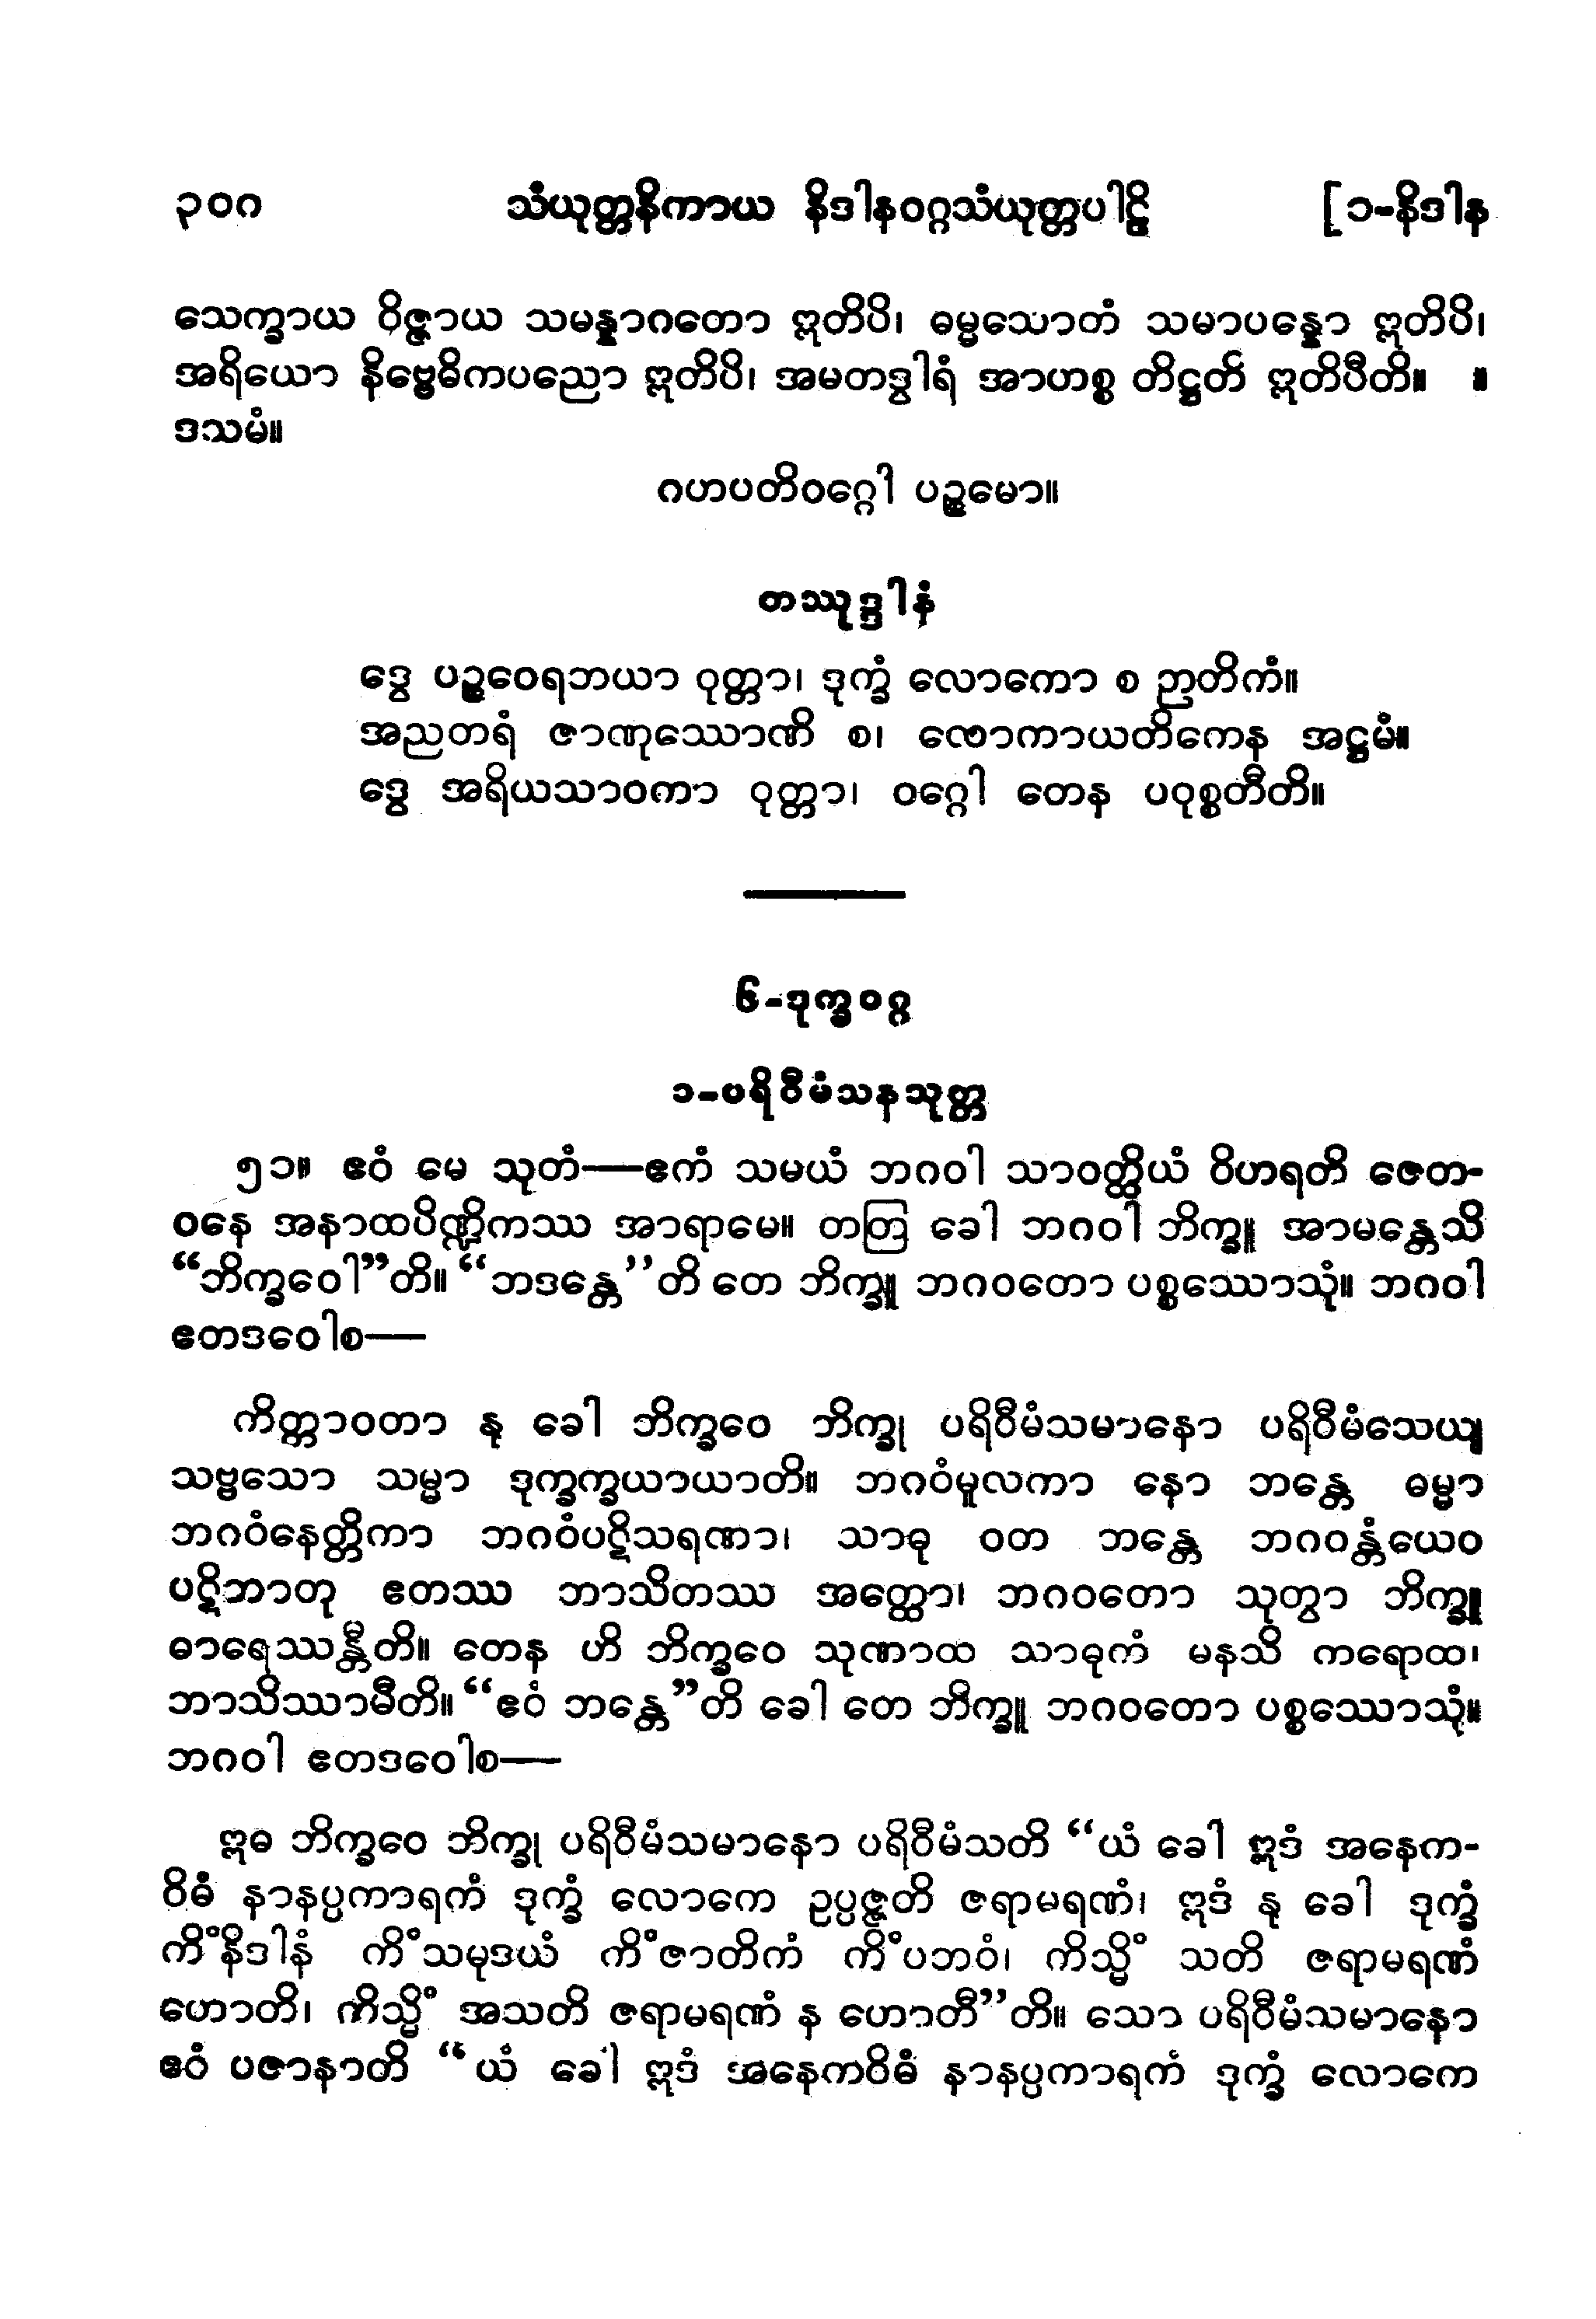 ၃၁၀ သံယုတ္တနိကာယ နိဒါနဝဂ္ဂသံယုတ္တပါဠိ [၁-နိဒါန
သေက္ခာယ ဝိဇ္ဇာယ သမန္နာဂတော ဣတိပိ၊ ဓမ္မသောတံ သမာပန္နော ဣတိပိ၊
အရိယော နိဗ္ဗေဓိကပညော ဣတိပိ၊ အမတဒွါရံ အာဟစ္စ တိဋ္ဌတိ ဣတိပီတိ။ ။
ဒသမံ။
ဂဟပတိဝဂ္ဂေါ ပဉ္စမော။
တဿုဒ္ဒါနံ
ဒွေ ပဉ္စဝေရဘယာ ဝုတ္တာ၊ ဒုက္ခံ လောကော စ ဉာတိကံ။
အညတရံ ဇာဏုဿောဏိ စ၊ လောကာယတိကေန အဋ္ဌမံ။
ဒွေ အရိယသာဝကာ ဝုတ္တာ၊ ဝဂ္ဂေါ တေန ပဝုစ္စတီတိ။
၆-ဒုက္ခဝဂ္ဂ
၁-ပရိဝီမံသနသုတ္တ
၅၁။ ဧဝံ မေ သုတံ—ဧကံ သမယံ ဘဂဝါ သာဝတ္ထိယံ ဝိဟရတိ ဇေတ-
ဝနေ အနာထပိဏ္ဍိကဿ အာရာမေ။ တတြ ခေါ ဘဂဝါ ဘိက္ခူ အာမန္တေသိ
“ဘိက္ခဝေါ”တိ။ “ဘဒန္တေ”တိ တေ ဘိက္ခူ ဘဂဝတော ပစ္စဿောသုံ။ ဘဂဝါ
ဧတဒဝေါစ—
ကိတ္တာဝတာ နု ခေါ ဘိက္ခဝေ ဘိက္ခု ပရိဝီမံသမာနော ပရိဝီမံသေယျ
သဗ္ဗသော သမ္မာ ဒုက္ခက္ခယာယာတိ။ ဘဂဝံမူလကာ နော ဘန္တေ ဓမ္မာ
ဘဂဝံနေတ္တိကာ ဘဂဝံပဋိသရဏာ၊ သာဓု ဝတ ဘန္တေ ဘဂဝန္တံယေဝ
ပဋိဘာတု ဧတဿ ဘာသိတဿ အတ္ထော၊ ဘဂဝတော သုတွာ ဘိက္ခူ
ဓာရေဿန္တီတိ။ တေန ဟိ ဘိက္ခဝေ သုဏာထ သာဓုကံ မနသိ ကရောထ၊
ဘာသိဿာမီတိ။ “ဧဝံ ဘန္တေ”တိ ခေါ တေ ဘိက္ခူ ဘဂဝတော ပစ္စဿောသုံ။
ဘဂဝါ ဧတဒဝေါစ—
ဣဓ ဘိက္ခဝေ ဘိက္ခု ပရိဝီမံသမာနော ပရိဝီမံသတိ “ယံ ခေါ ဣဒံ အနေက-
ဝိဓံ နာနပ္ပကာရကံ ဒုက္ခံ လောကေ ဥပ္ပဇ္ဇတိ ဇရာမရဏံ၊ ဣဒံ နု ခေါ ဒုက္ခံ
ကိံနိဒါနံ ကိံသမုဒယံ ကိံဇာတိကံ ကိံပဘဝံ၊ ကိသ္မိံ သတိ ဇရာမရဏံ
ဟောတိ၊ ကိသ္မိံ အသတိ ဇရာမရဏံ န ဟောတီ”တိ။ သော ပရိဝီမံသမာနော
ဧဝံ ပဇာနာတိ “ယံ ခေါ ဣဒံ အနေကဝိဓံ နာနပ္ပကာရကံ ဒုက္ခံ လောကေ